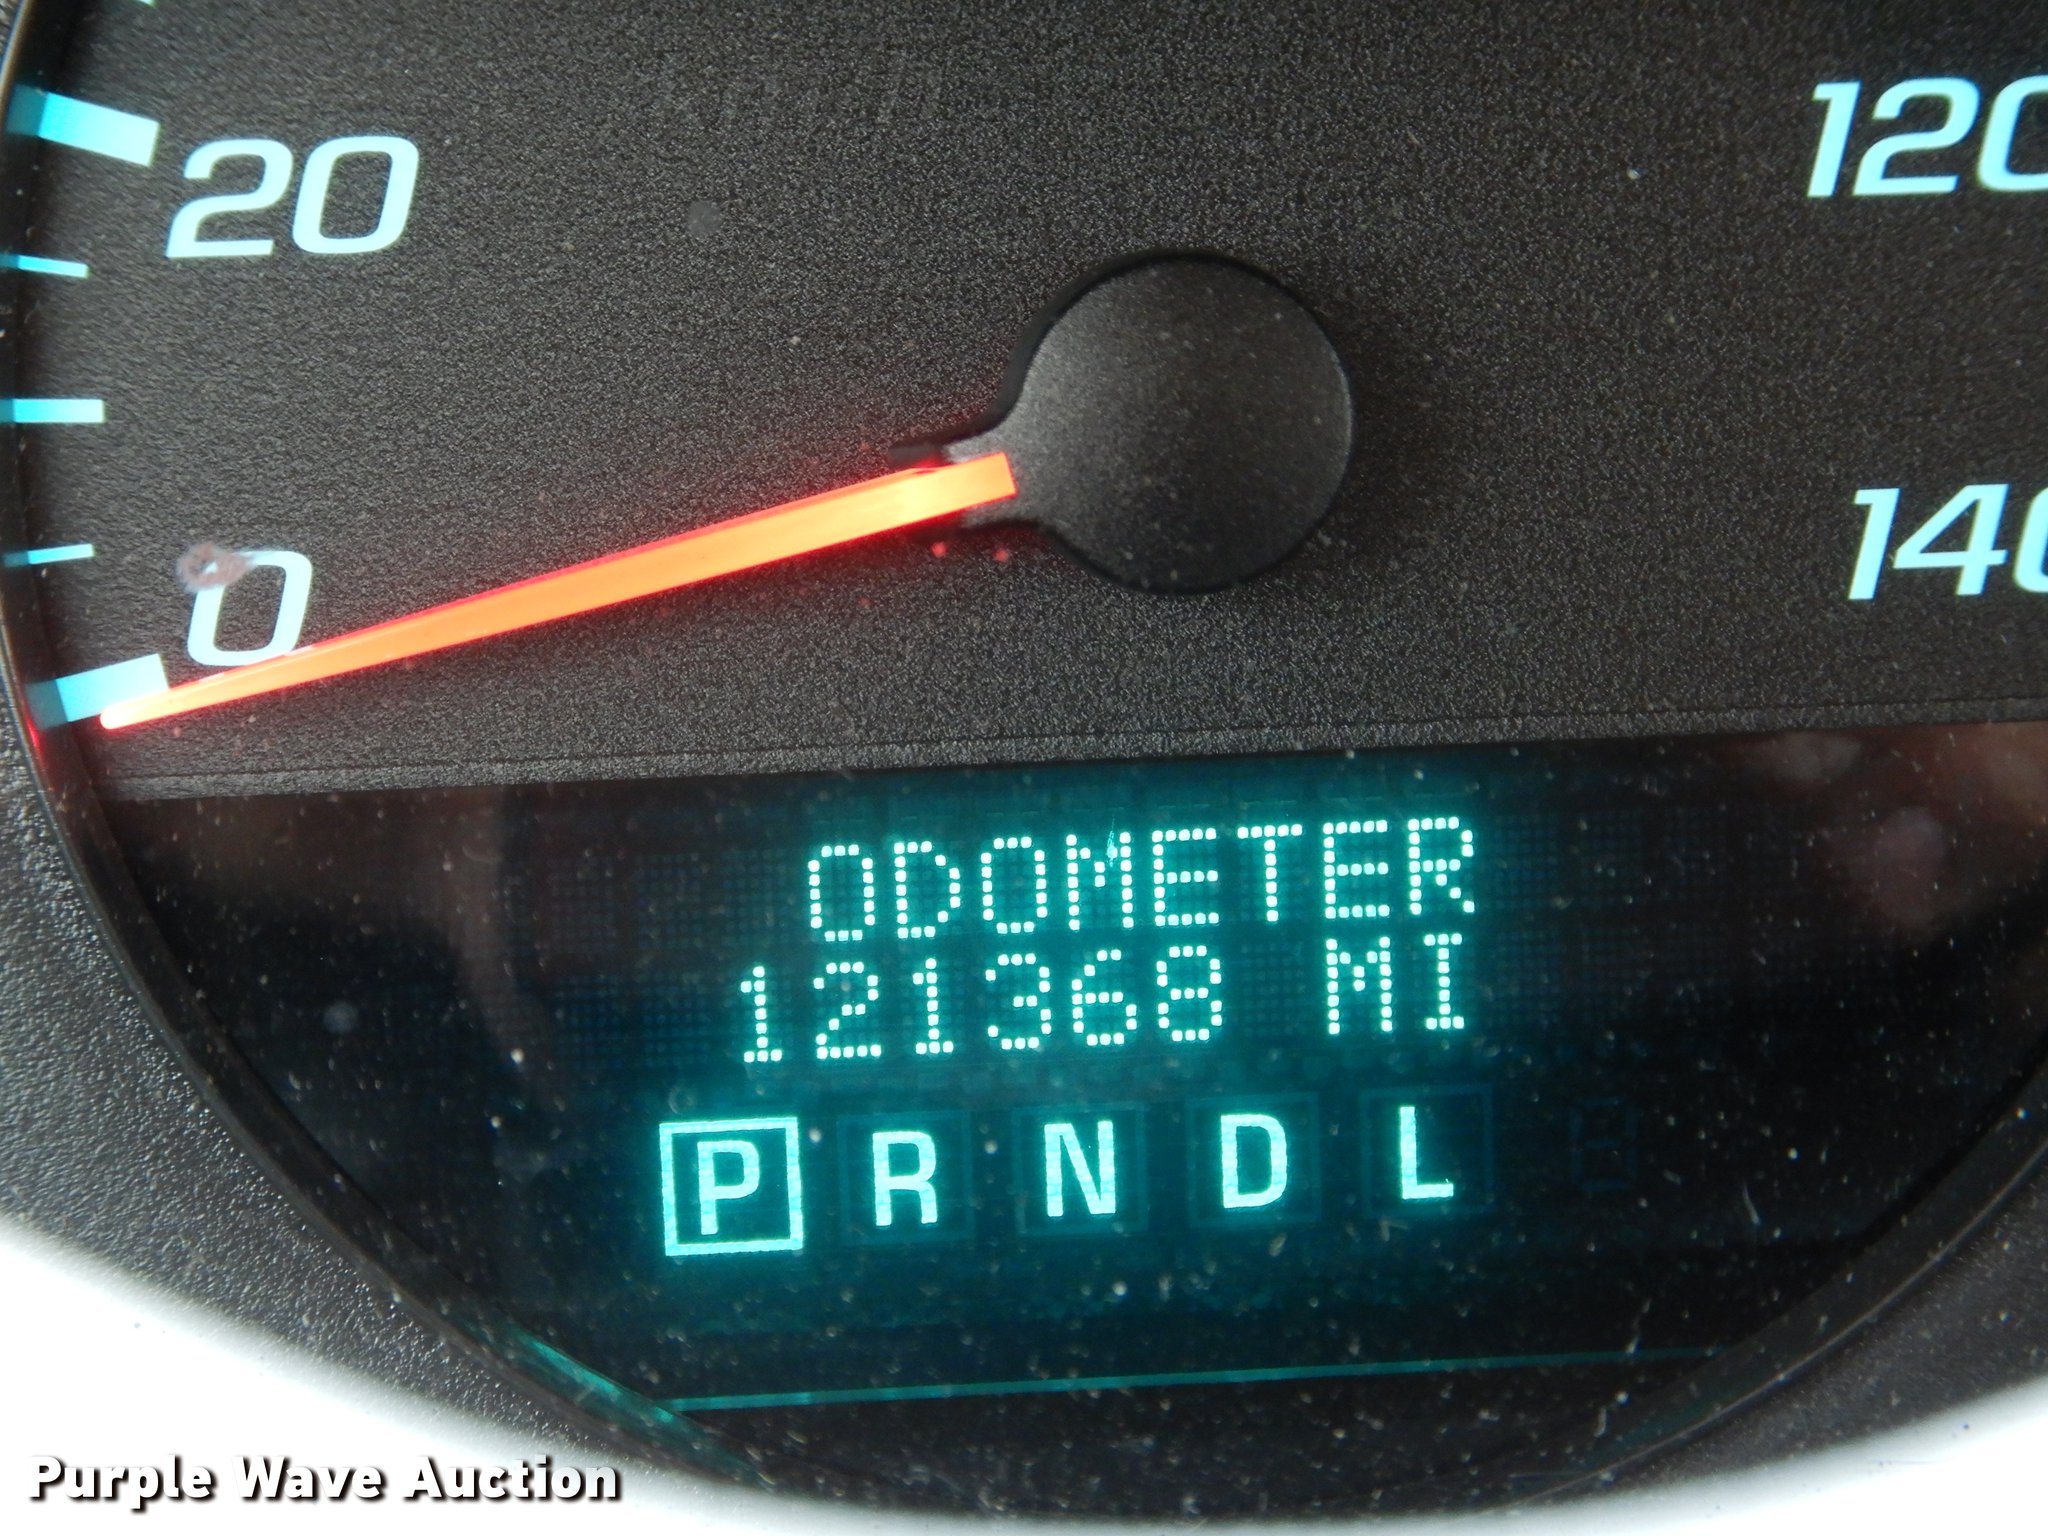 20
120
0
140
ODOMETER
121368 MI
P R N D L
Purple Wave Auction